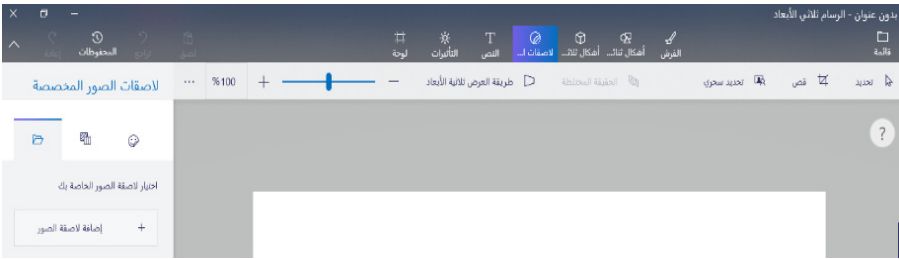 بدون عنوان - الرسام ثلاثي الأبعاد
قائمة
الفرش
أشكال ثنائ...
أشكال ثلاث...
لاصقات ا...
النص
التأثيرات
لوحة
لصق
تراجع
المحفوظات
إعادة
تحديد
قص
تحديد سحري
الحقيقة المختلطة
طريقة العرض ثلاثية الأبعاد
%100
...
لاصقات الصور المخصصة
?
اختيار لاصقة الصور الخاصة بك
إضافة لاصقة الصور